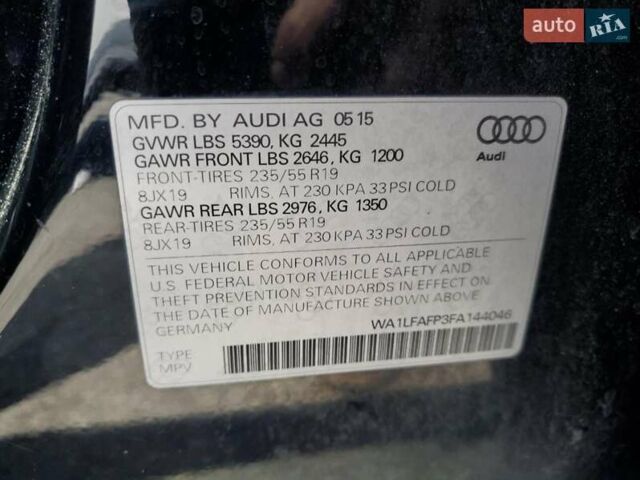 auto RIA.com
MFD. BY AUDI AG 05 15
GVWR LBS 5390, KG 2445
GAWR FRONT LBS 2646, KG 1200
FRONT-TIRES 235/55 R19
8JX19 RIMS, AT 230 KPA 33 PSI COLD
GAWR REAR LBS 2976, KG 1350
REAR-TIRES 235/55 R19
8JX19 RIMS, AT 230 KPA 33 PSI COLD
Audi
THIS VEHICLE CONFORMS TO ALL APPLICABLE
U.S. FEDERAL MOTOR VEHICLE SAFETY AND
THEFT PREVENTION STANDARDS IN EFFECT ON
THE DATE OF MANUFACTURE SHOWN ABOVE.
GERMANY
WA1LFAFP3FA144046
TYPE
MPV